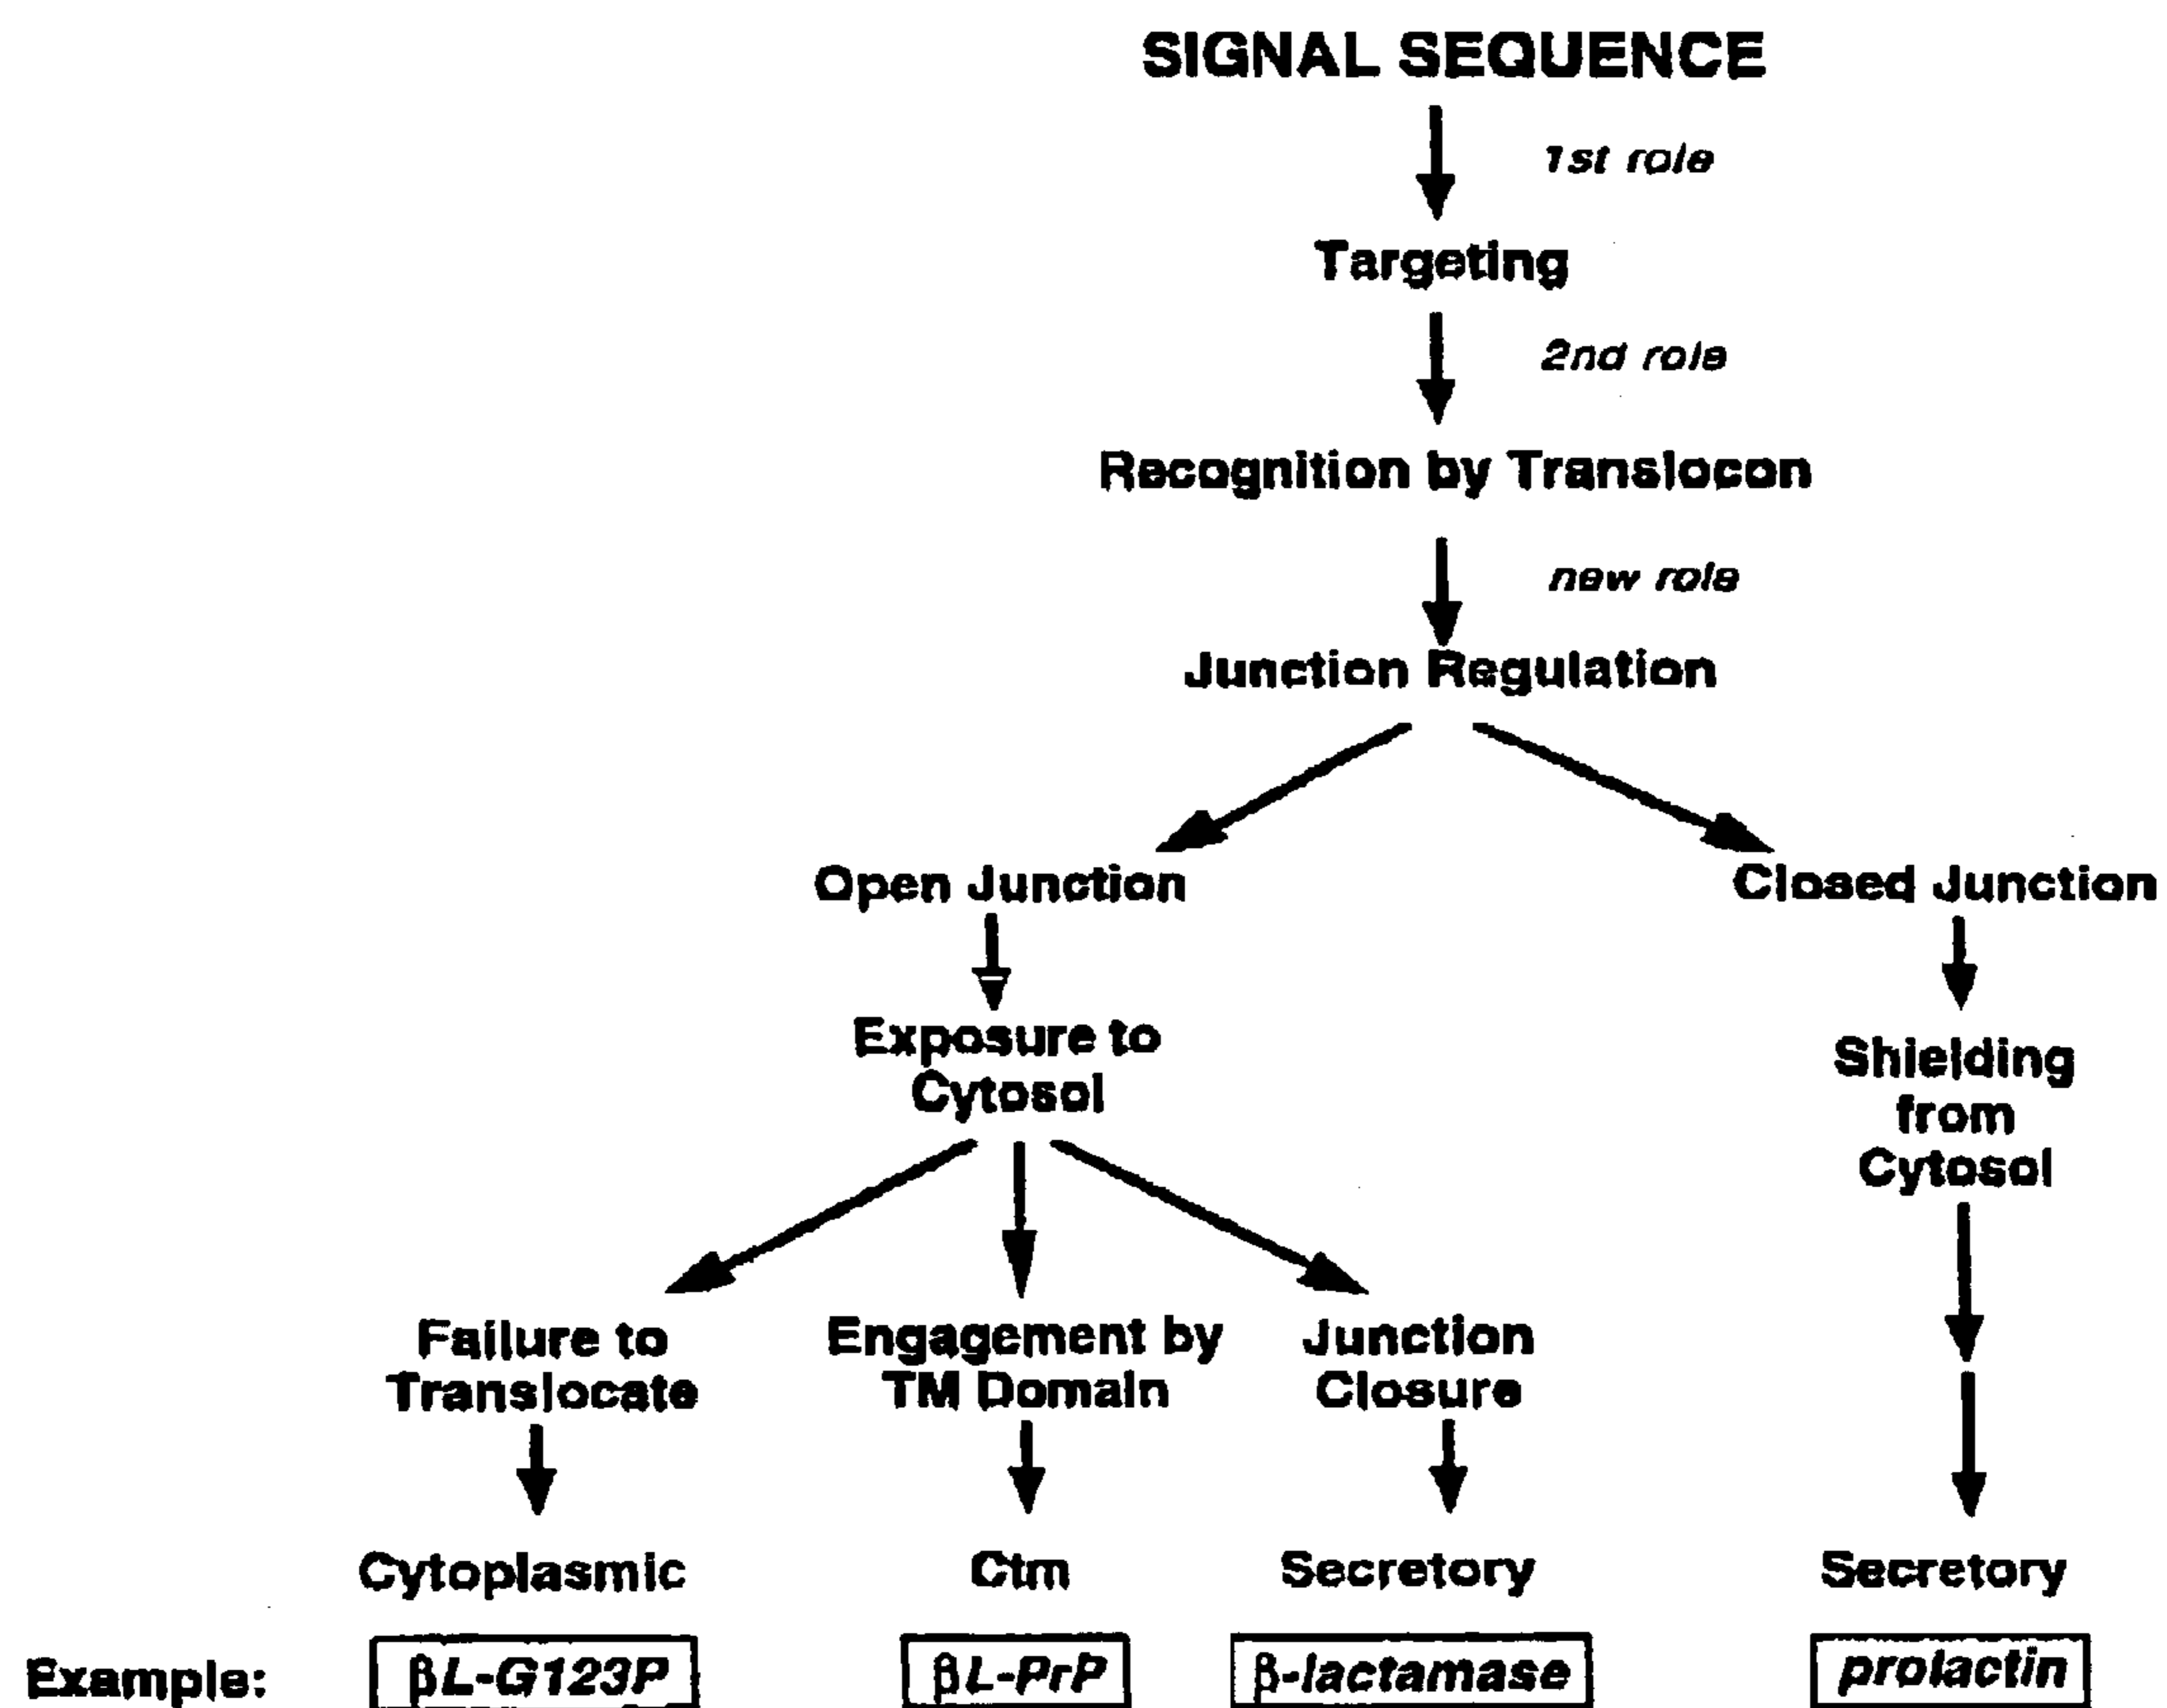 SIGNAL SEQUENCE
1st role
Targeting
2nd role
Recognition by Translocon
new role
Junction Regulation
Open Junction
Closed Junction
Exposure to
Cytosol
Shielding
from
Cytosol
Failure to
Translocate
Engagement by
TM Domain
Junction
Closure
Cytoplasmic
Ctm
Secretory
Secretory
Example:
βL-G123P
βL-PrP
β-lactamase
prolactin